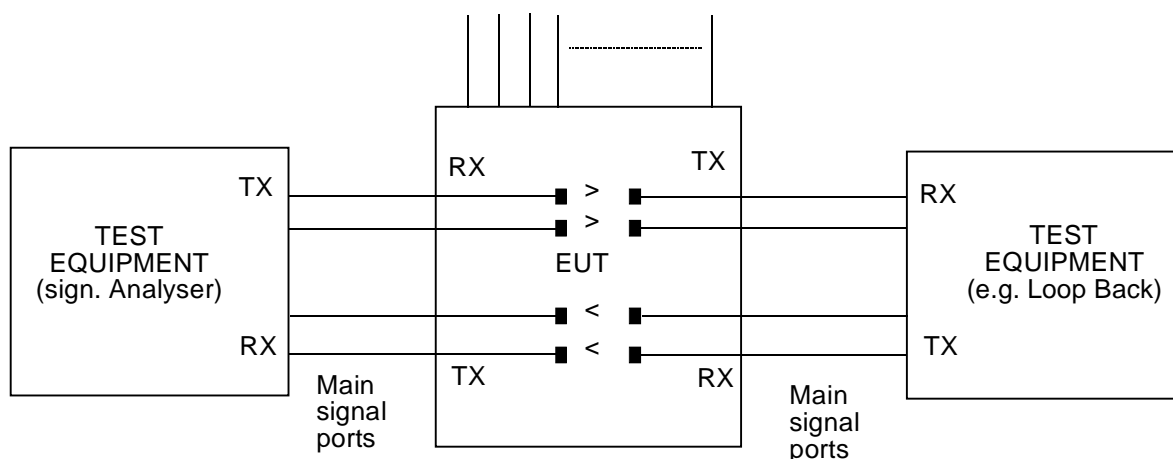 RX
TX
TX
>
RX
TEST
EQUIPMENT
(sign. Analyser)
>
EUT
TEST
EQUIPMENT
(e.g. Loop Back)
<
RX
<
TX
TX
RX
Main
signal
ports
Main
signal
ports